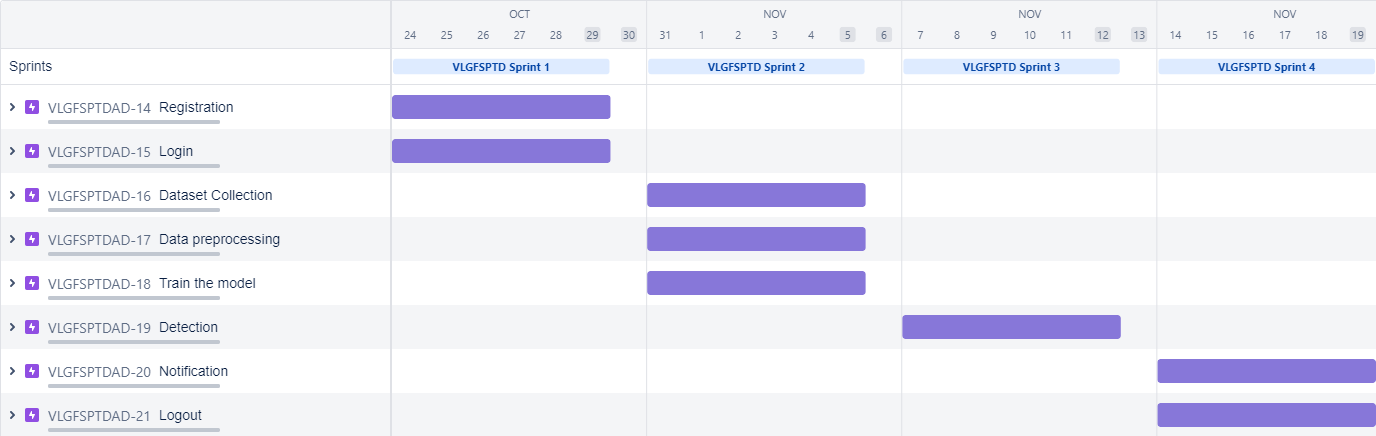 OCT NOV NOV NOV
24 25 26 27 28 29 30 31 1 2 3 4 5 6 7 8 9 10 11 12 13 14 15 16 17 18 19
Sprints VLGFSPTD Sprint 1 VLGFSPTD Sprint 2 VLGFSPTD Sprint 3 VLGFSPTD Sprint 4
VLGFSPTDAD-14 Registration
VLGFSPTDAD-15 Login
VLGFSPTDAD-16 Dataset Collection
VLGFSPTDAD-17 Data preprocessing
VLGFSPTDAD-18 Train the model
VLGFSPTDAD-19 Detection
VLGFSPTDAD-20 Notification
VLGFSPTDAD-21 Logout